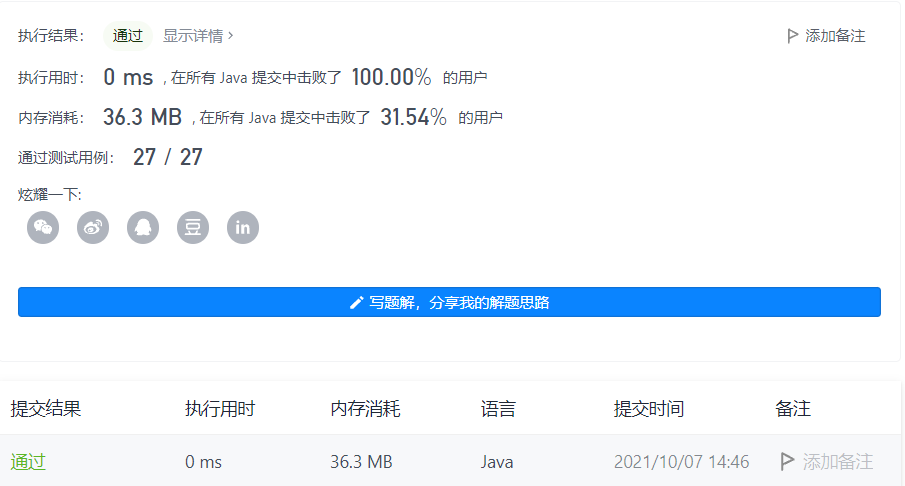 执行结果： 通过 显示详情 › 添加备注
执行用时： 0 ms , 在所有 Java 提交中击败了 100.00% 的用户
内存消耗： 36.3 MB , 在所有 Java 提交中击败了 31.54% 的用户
通过测试用例： 27 / 27
炫耀一下:
豆 in
写题解，分享我的解题思路
提交结果 执行用时 内存消耗 语言 提交时间 备注
通过 0 ms 36.3 MB Java 2021/10/07 14:46 添加备注